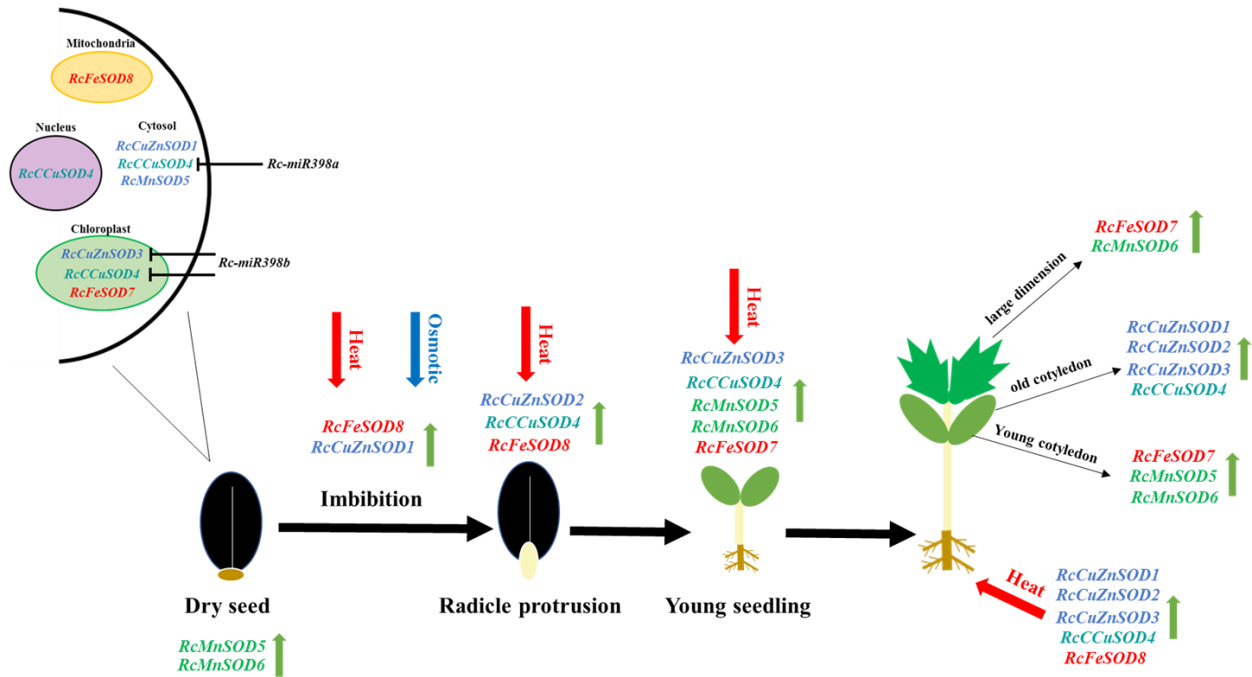 Mitochondria
RcFeSOD8
Nucleus
RcCCuSOD4
Cytosol
RcCuZnSOD1
RcCCuSOD4
RcMnSOD5
Rc-miR398a
Chloroplast
RcCuZnSOD3
RcCCuSOD4
RcFeSOD7
Rc-miR398b
Heat
Osmotic
RcFeSOD8
RcCuZnSOD1
Imbibition
Heat
RcCuZnSOD2
RcCCuSOD4
RcFeSOD8
Heat
RcCuZnSOD3
RcCCuSOD4
RcMnSOD5
RcMnSOD6
RcFeSOD7
large dimension
RcFeSOD7
RcMnSOD6
old cotyledon
RcCuZnSOD1
RcCuZnSOD2
RcCuZnSOD3
RcCCuSOD4
Young cotyledon
RcFeSOD7
RcMnSOD5
RcMnSOD6
Heat
RcCuZnSOD1
RcCuZnSOD2
RcCuZnSOD3
RcCCuSOD4
RcFeSOD8
Dry seed
Radicle protrusion
Young seedling
RcMnSOD5
RcMnSOD6